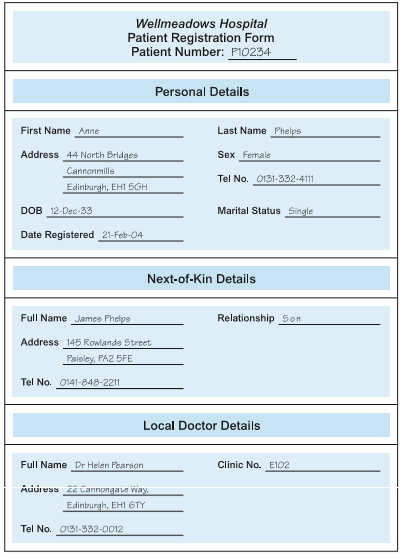 Wellmeadows Hospital
Patient Registration Form
Patient Number: P10234
Personal Details
First Name Anne
Last Name Phelps
Address 44 North Bridges
Sex Female
Cannonmills
Tel No. 0131-332-4111
Edinburgh, EH1 5GH
DOB 12-Dec-33
Marital Status Single
Date Registered 21-Feb-04
Next-of-Kin Details
Full Name James Phelps
Relationship Son
Address 145 Rowlands Street
Paisley, PA2 5FE
Tel No. 0141-848-2211
Local Doctor Details
Full Name Dr Helen Pearson
Clinic No. E102
Address 22 Cannongate Way,
Edinburgh, EH1 6TY
Tel No. 0131-332-0012